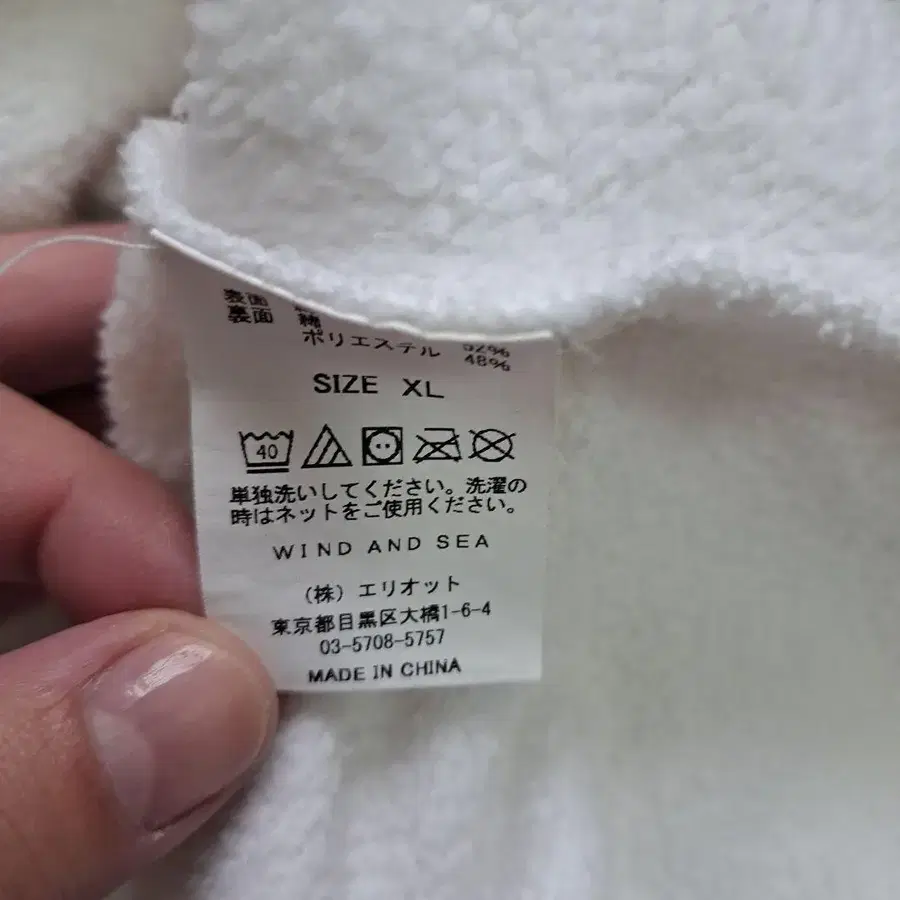 表面
裏面 綿 52%
ポリエステル 48%
SIZE XL
40
単独洗いしてください。洗濯の
時はネットをご使用ください。
WIND AND SEA
(株) エリオット
東京都目黒区大橋1-6-4
03-5708-5757
MADE IN CHINA